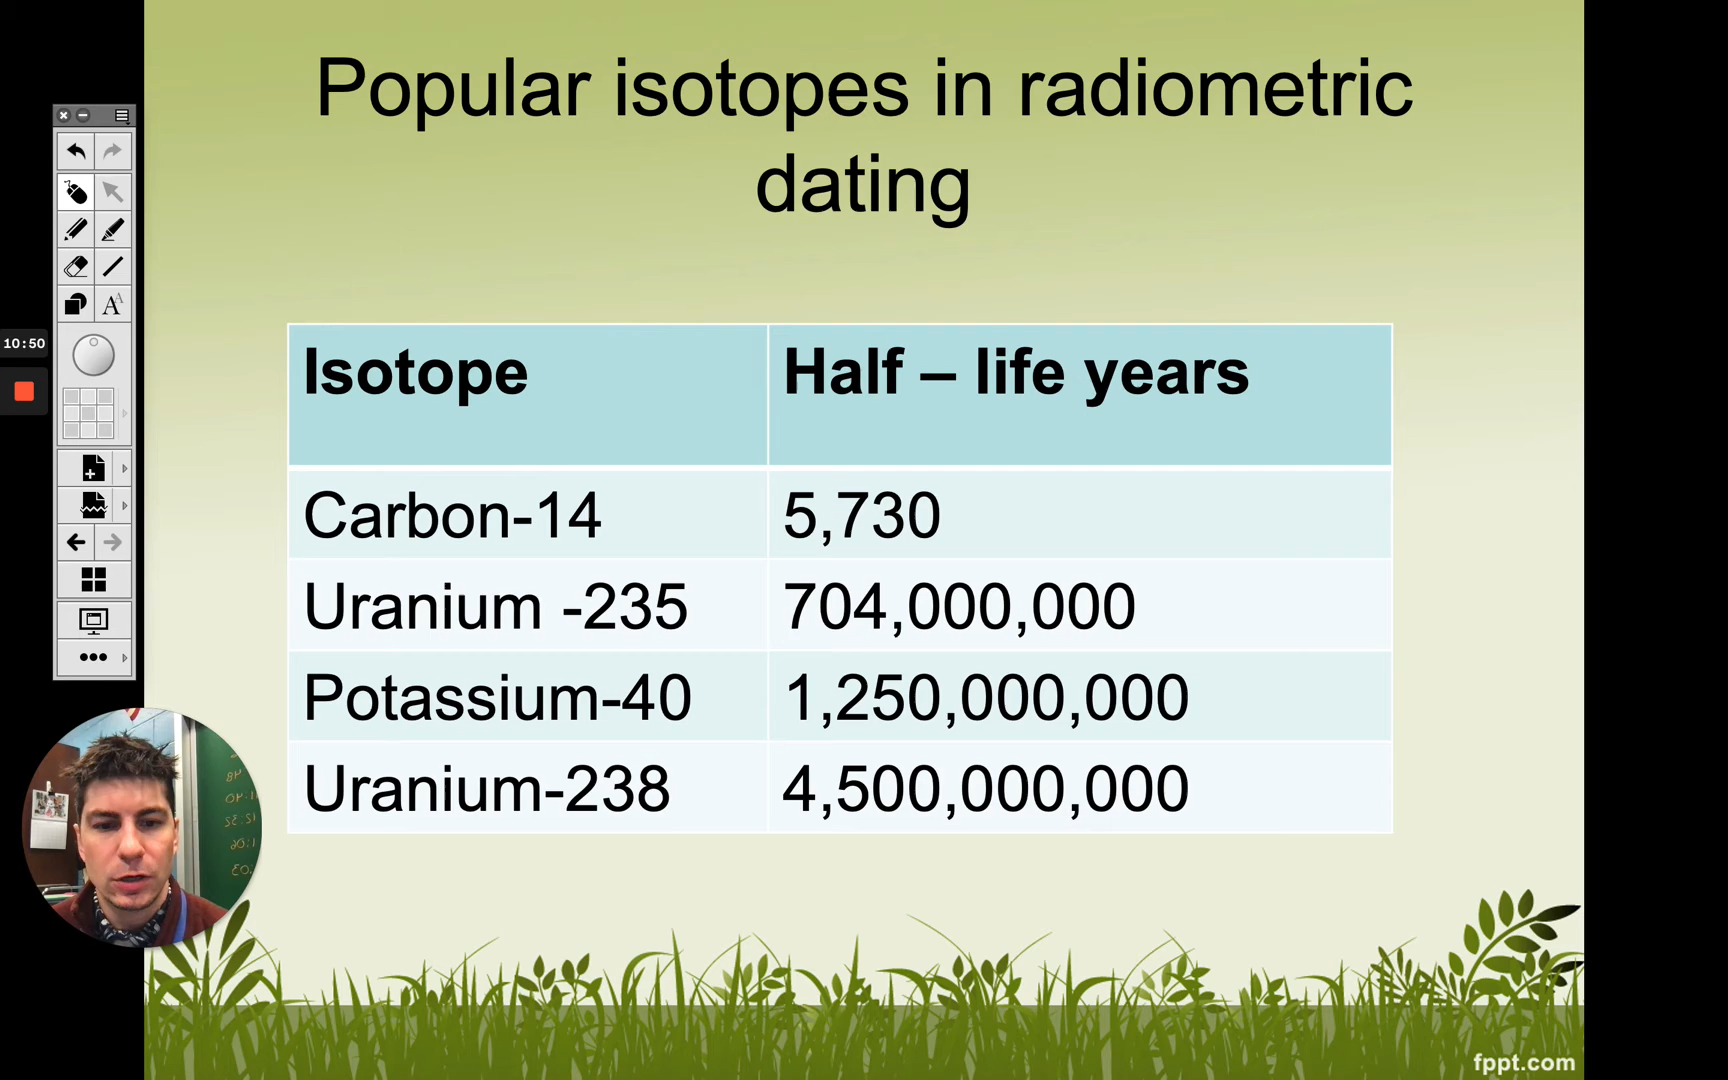 Popular isotopes in radiometric
dating
10:50
Isotope Half – life years
Carbon-14 5,730
Uranium -235 704,000,000
Potassium-40 1,250,000,000
Uranium-238 4,500,000,000
fppt.com